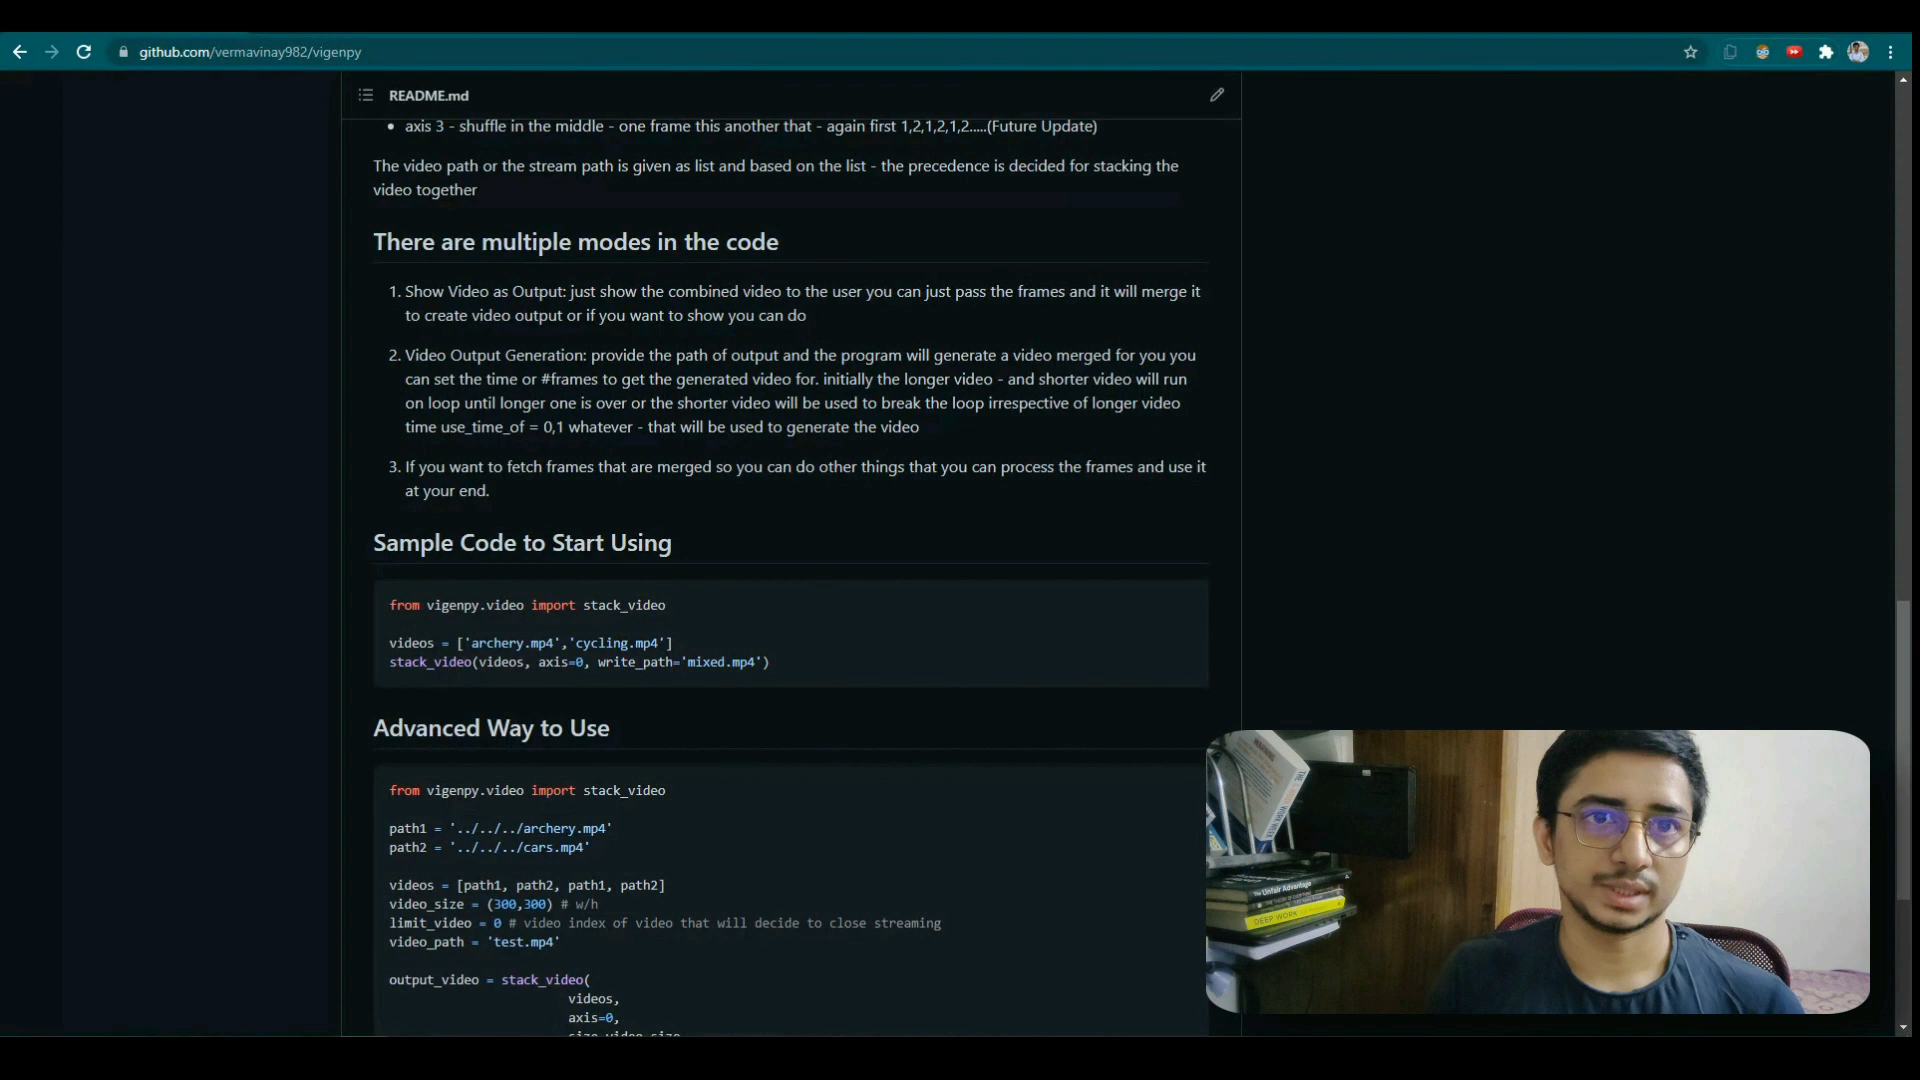 github.com/vermavinay982/vigenpy
README.md
axis 3 - shuffle in the middle - one frame this another that - again first 1,2,1,2,1,2.....(Future Update)
The video path or the stream path is given as list and based on the list - the precedence is decided for stacking the
video together
There are multiple modes in the code
1. Show Video as Output: just show the combined video to the user you can just pass the frames and it will merge it
to create video output or if you want to show you can do
2. Video Output Generation: provide the path of output and the program will generate a video merged for you you
can set the time or #frames to get the generated video for. initially the longer video - and shorter video will run
on loop until longer one is over or the shorter video will be used to break the loop irrespective of longer video
time use_time_of = 0,1 whatever - that will be used to generate the video
3. If you want to fetch frames that are merged so you can do other things that you can process the frames and use it
at your end.
Sample Code to Start Using
from vigenpy.video import stack_video
videos = ['archery.mp4','cycling.mp4']
stack_video(videos, axis=0, write_path='mixed.mp4')
Advanced Way to Use
from vigenpy.video import stack_video
path1 = '../../../archery.mp4'
path2 = '../../../cars.mp4'
videos = [path1, path2, path1, path2]
video_size = (300,300) # w/h
limit_video = 0 # video index of video that will decide to close streaming
video_path = 'test.mp4'
output_video = stack_video(
videos,
axis=0,
The Unfair Advantage
DEEP WORK